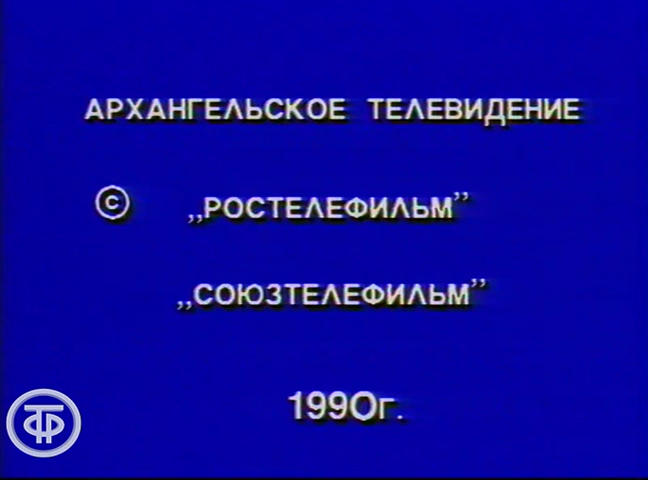 АРХАНГЕЛЬСКОЕ ТЕЛЕВИДЕНИЕ
© „РОСТЕЛЕФИЛЬМ”
„СОЮЗТЕЛЕФИЛЬМ”
1990г.